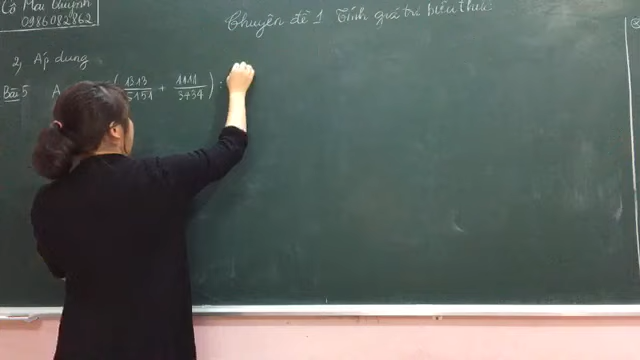 Cô Mai Quỳnh
0986082862
Chuyên đề 1 Tính giá trị biểu thức
2, Áp dụng
Bài 5 A ( 1313/5151 + 1111/3434 ) :